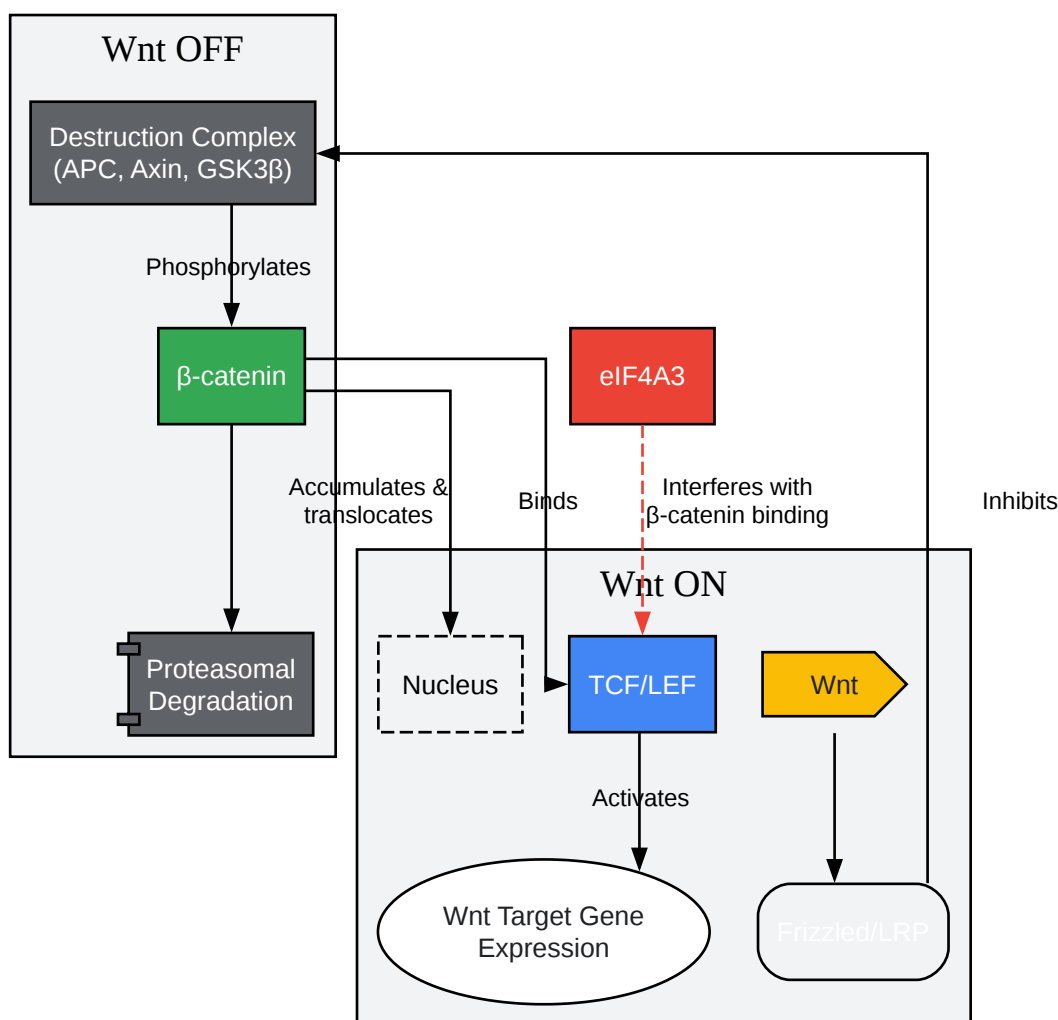 Wnt OFF
Destruction Complex
(APC, Axin, GSK3β)
Phosphorylates
β-catenin
eIF4A3
Accumulates &
translocates
Binds
Interferes with
β-catenin binding
Inhibits
Wnt ON
Proteasomal
Degradation
Nucleus
TCF/LEF
Wnt
Activates
Wnt Target Gene
Expression
Frizzled/LRP